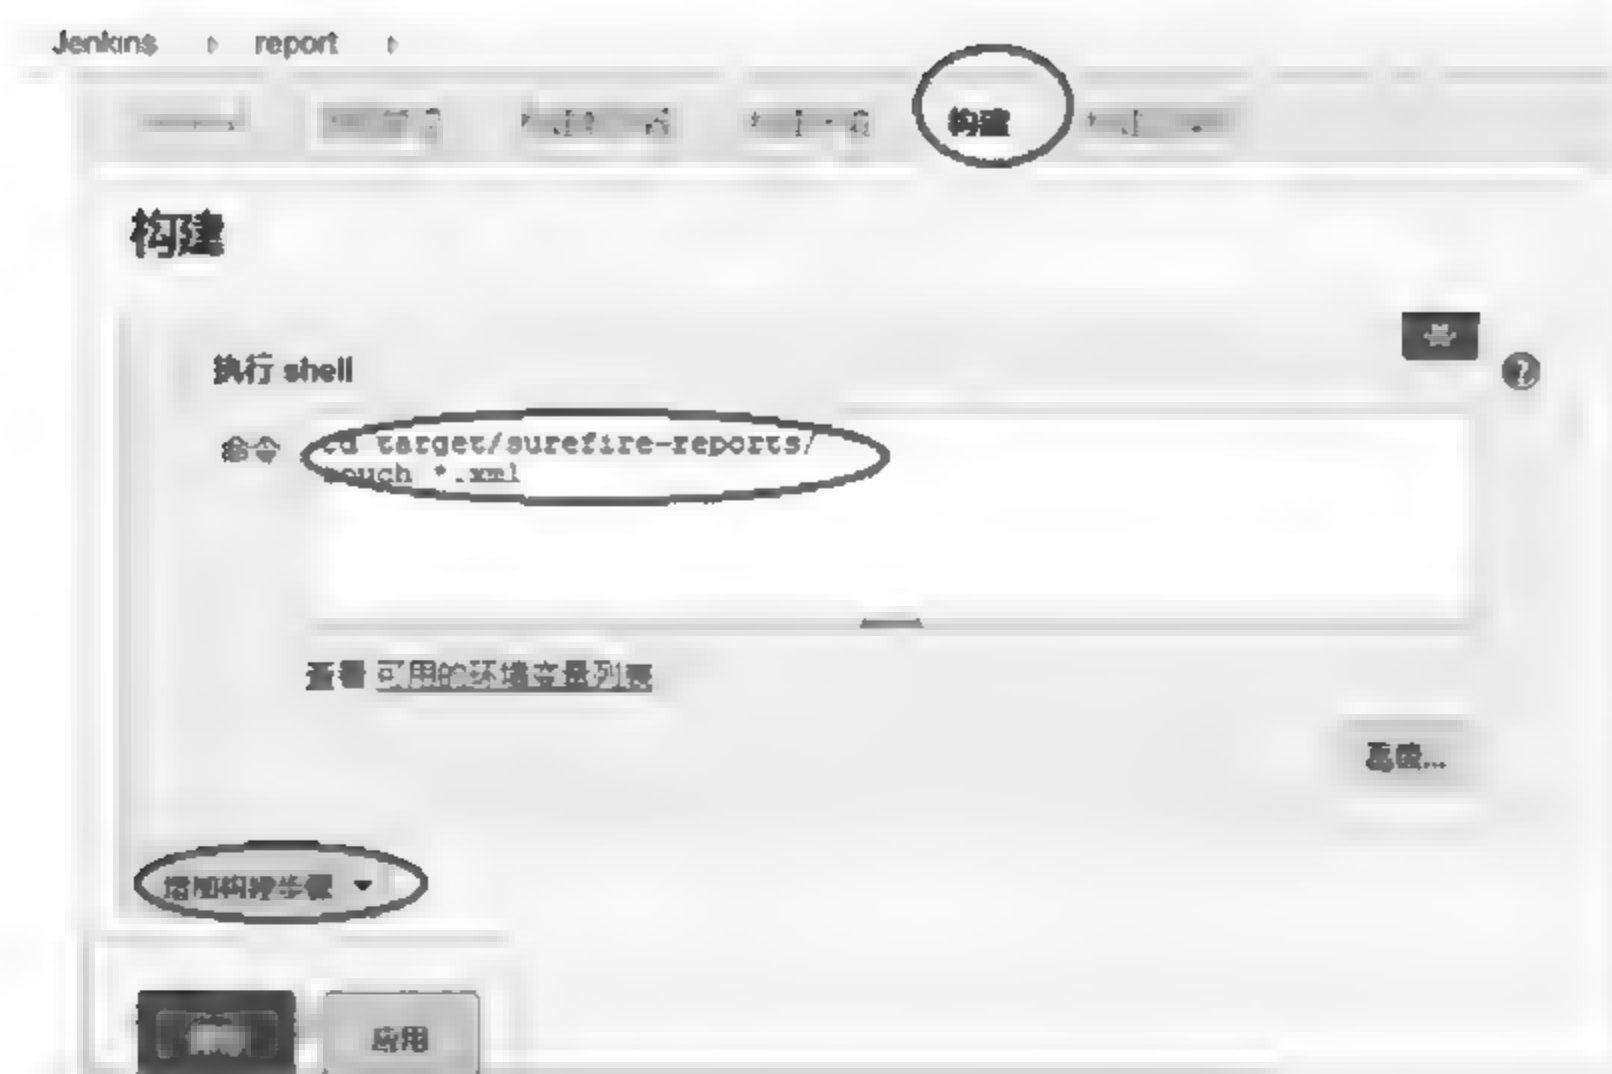 Jenkins report
构建
构建
执行 shell
命令 cd target/surefire-reports/
touch *.xml
查看 可用的环境变量列表
高级...
增加构建步骤
应用